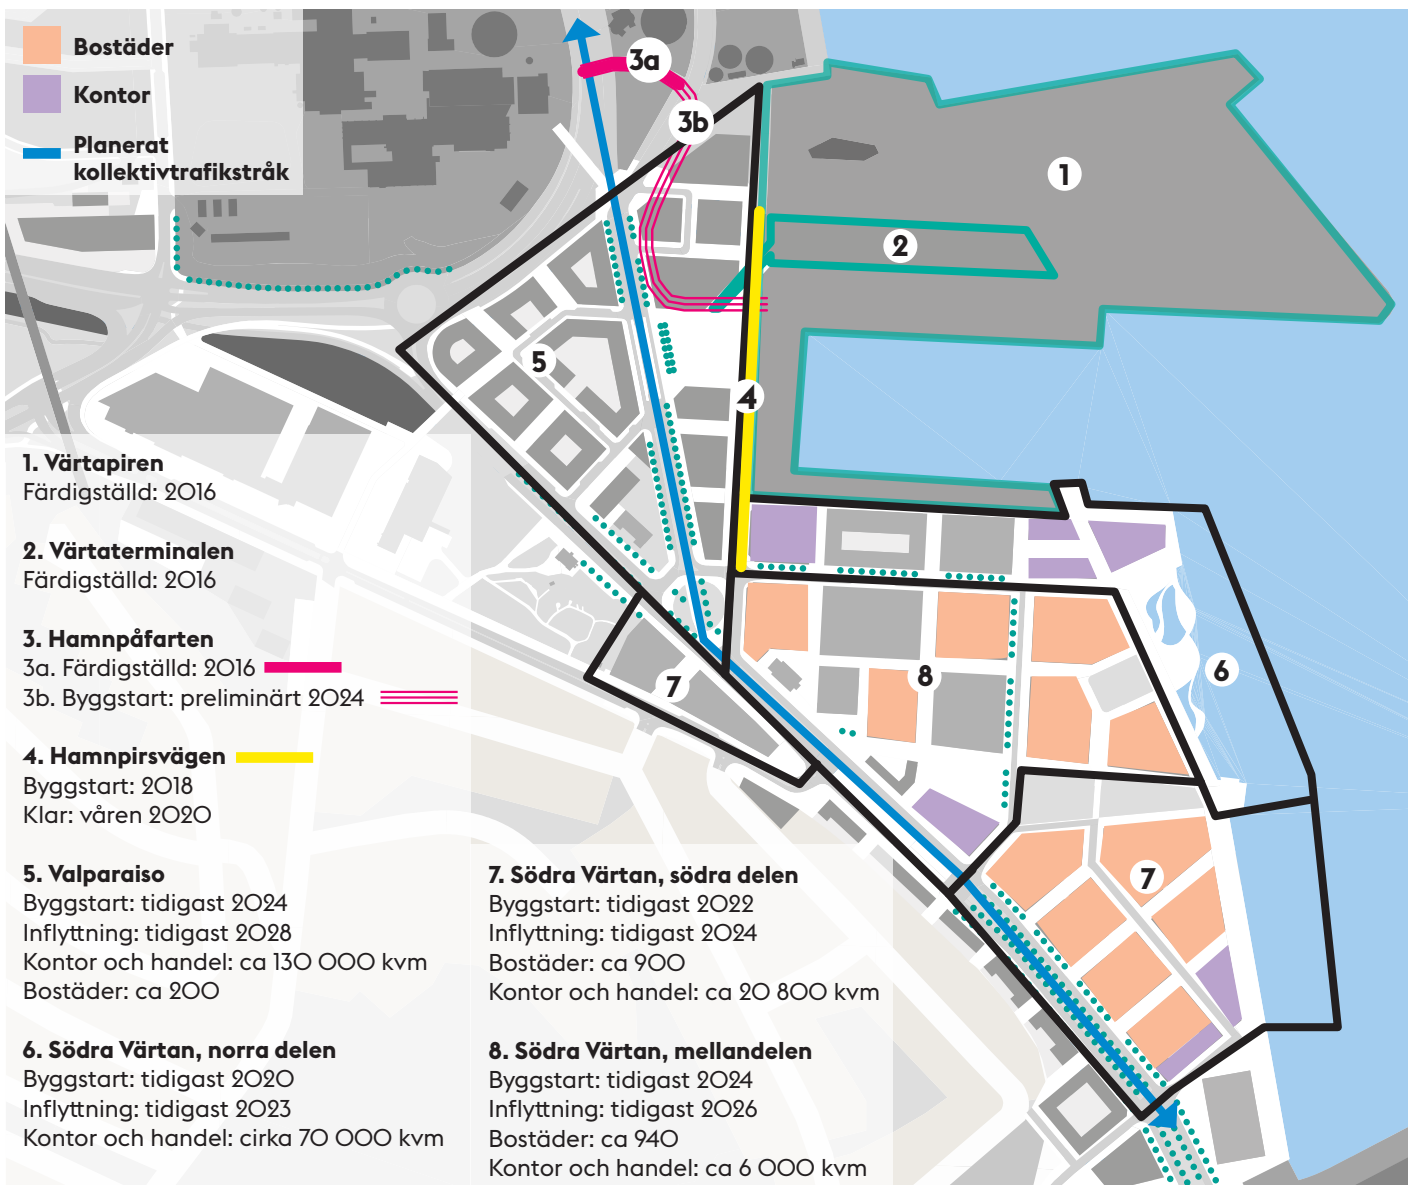 Bostäder
Kontor
Planerat
kollektivtrafikstråk
3a
3b
1
2
5
4
6
8
7
7
1. Värtapiren
Färdigställd: 2016
2. Värtaterminalen
Färdigställd: 2016
3. Hamnpåfarten
3a. Färdigställd: 2016
3b. Byggstart: preliminärt 2024
4. Hamnpirsvägen
Byggstart: 2018
Klar: våren 2020
5. Valparaiso
Byggstart: tidigast 2024
Inflyttning: tidigast 2028
Kontor och handel: ca 130 000 kvm
Bostäder: ca 200
6. Södra Värtan, norra delen
Byggstart: tidigast 2020
Inflyttning: tidigast 2023
Kontor och handel: cirka 70 000 kvm
7. Södra Värtan, södra delen
Byggstart: tidigast 2022
Inflyttning: tidigast 2024
Bostäder: ca 900
Kontor och handel: ca 20 800 kvm
8. Södra Värtan, mellandelen
Byggstart: tidigast 2024
Inflyttning: tidigast 2026
Bostäder: ca 940
Kontor och handel: ca 6 000 kvm